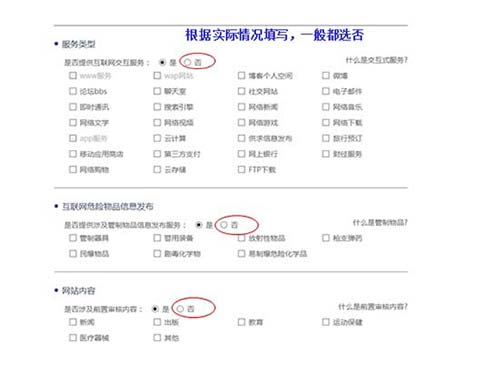 根据实际情况填写，一般都选否
服务类型
是否提供互联网交互服务： 是 否 什么是交互式服务?
www服务 wap网站 博客个人空间 微博
论坛bbs 聊天室 社交网站 电子邮件
即时通讯 搜索引擎 网络新闻 网络音乐
网络文学 网络视频 网络游戏 网络下载
app服务 云计算 供求信息发布 旅行预订
移动应用商店 第三方支付 网上银行 财经服务
网络购物 云存储 FTP下载
互联网危险物品信息发布
是否提供涉及管制物品信息发布服务： 是 否 什么是管制物品?
管制器具 警用装备 放射性物品 枪支弹药
民爆物品 剧毒化学物 易制爆危险化学品
网站内容
是否涉及前置审核内容： 是 否 什么是前置审核内容?
新闻 出版 教育 运动保健
医疗器械 其他